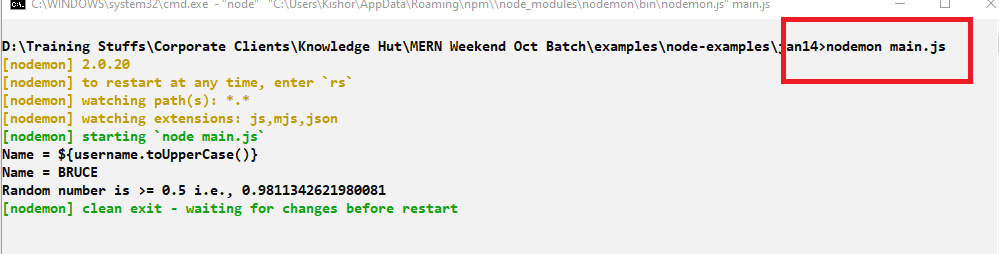 C:\WINDOWS\system32\cmd.exe - "node" "C:\Users\Kishor\AppData\Roaming\npm\\node_modules\nodemon\bin\nodemon.js" main.js
D:\Training Stuffs\Corporate Clients\Knowledge Hut\MERN Weekend Oct Batch\examples\node-examples\jan14>nodemon main.js
[nodemon] 2.0.20
[nodemon] to restart at any time, enter `rs`
[nodemon] watching path(s): *.*
[nodemon] watching extensions: js,mjs,json
[nodemon] starting `node main.js`
Name = ${username.toUpperCase()}
Name = BRUCE
Random number is >= 0.5 i.e., 0.9811342621980081
[nodemon] clean exit - waiting for changes before restart